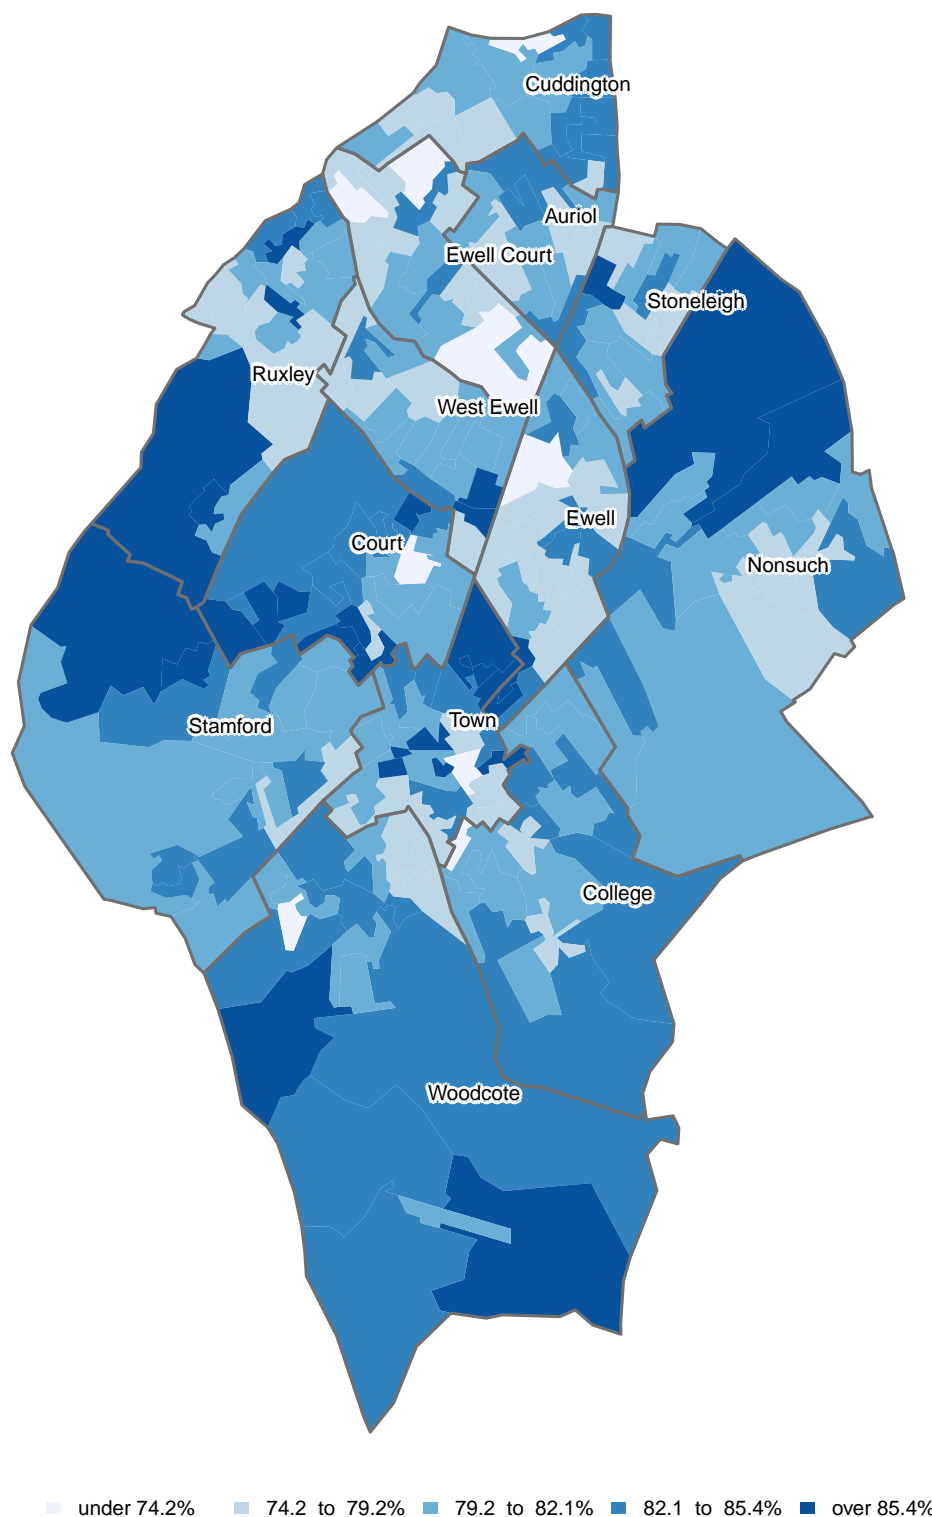 Cuddington
Auriol
Ewell Court
Stoneleigh
Ruxley
West Ewell
Ewell
Court
Nonsuch
Stamford
Town
College
Woodcote
under 74.2% 74.2 to 79.2% 79.2 to 82.1% 82.1 to 85.4% over 85.4%